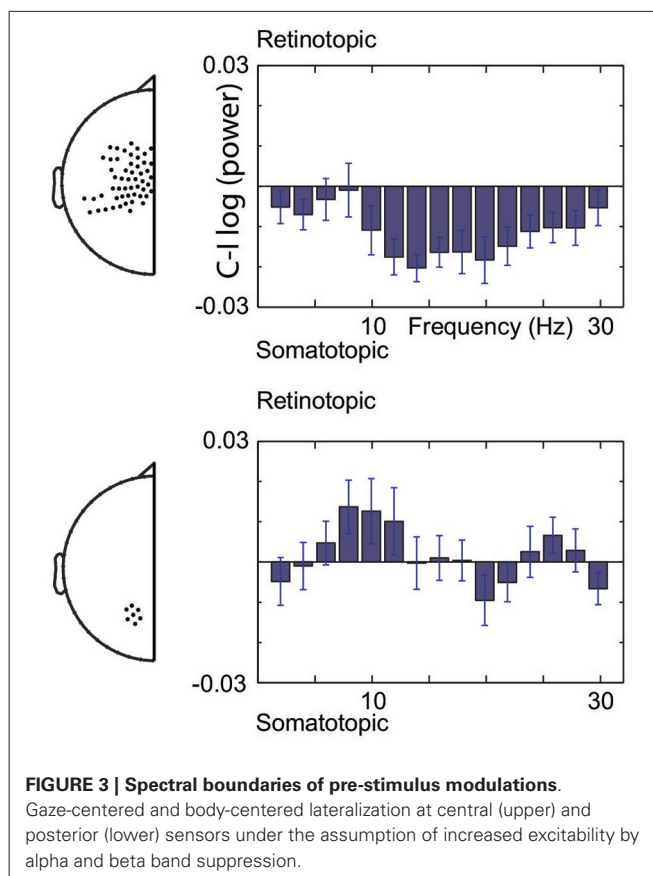 Retinotopic
0.03
C-I log (power)
-0.03
10 Frequency (Hz) 30
Somatotopic
Retinotopic
0.03
-0.03
10 30
Somatotopic
FIGURE 3 | Spectral boundaries of pre-stimulus modulations.
Gaze-centered and body-centered lateralization at central (upper) and
posterior (lower) sensors under the assumption of increased excitability by
alpha and beta band suppression.